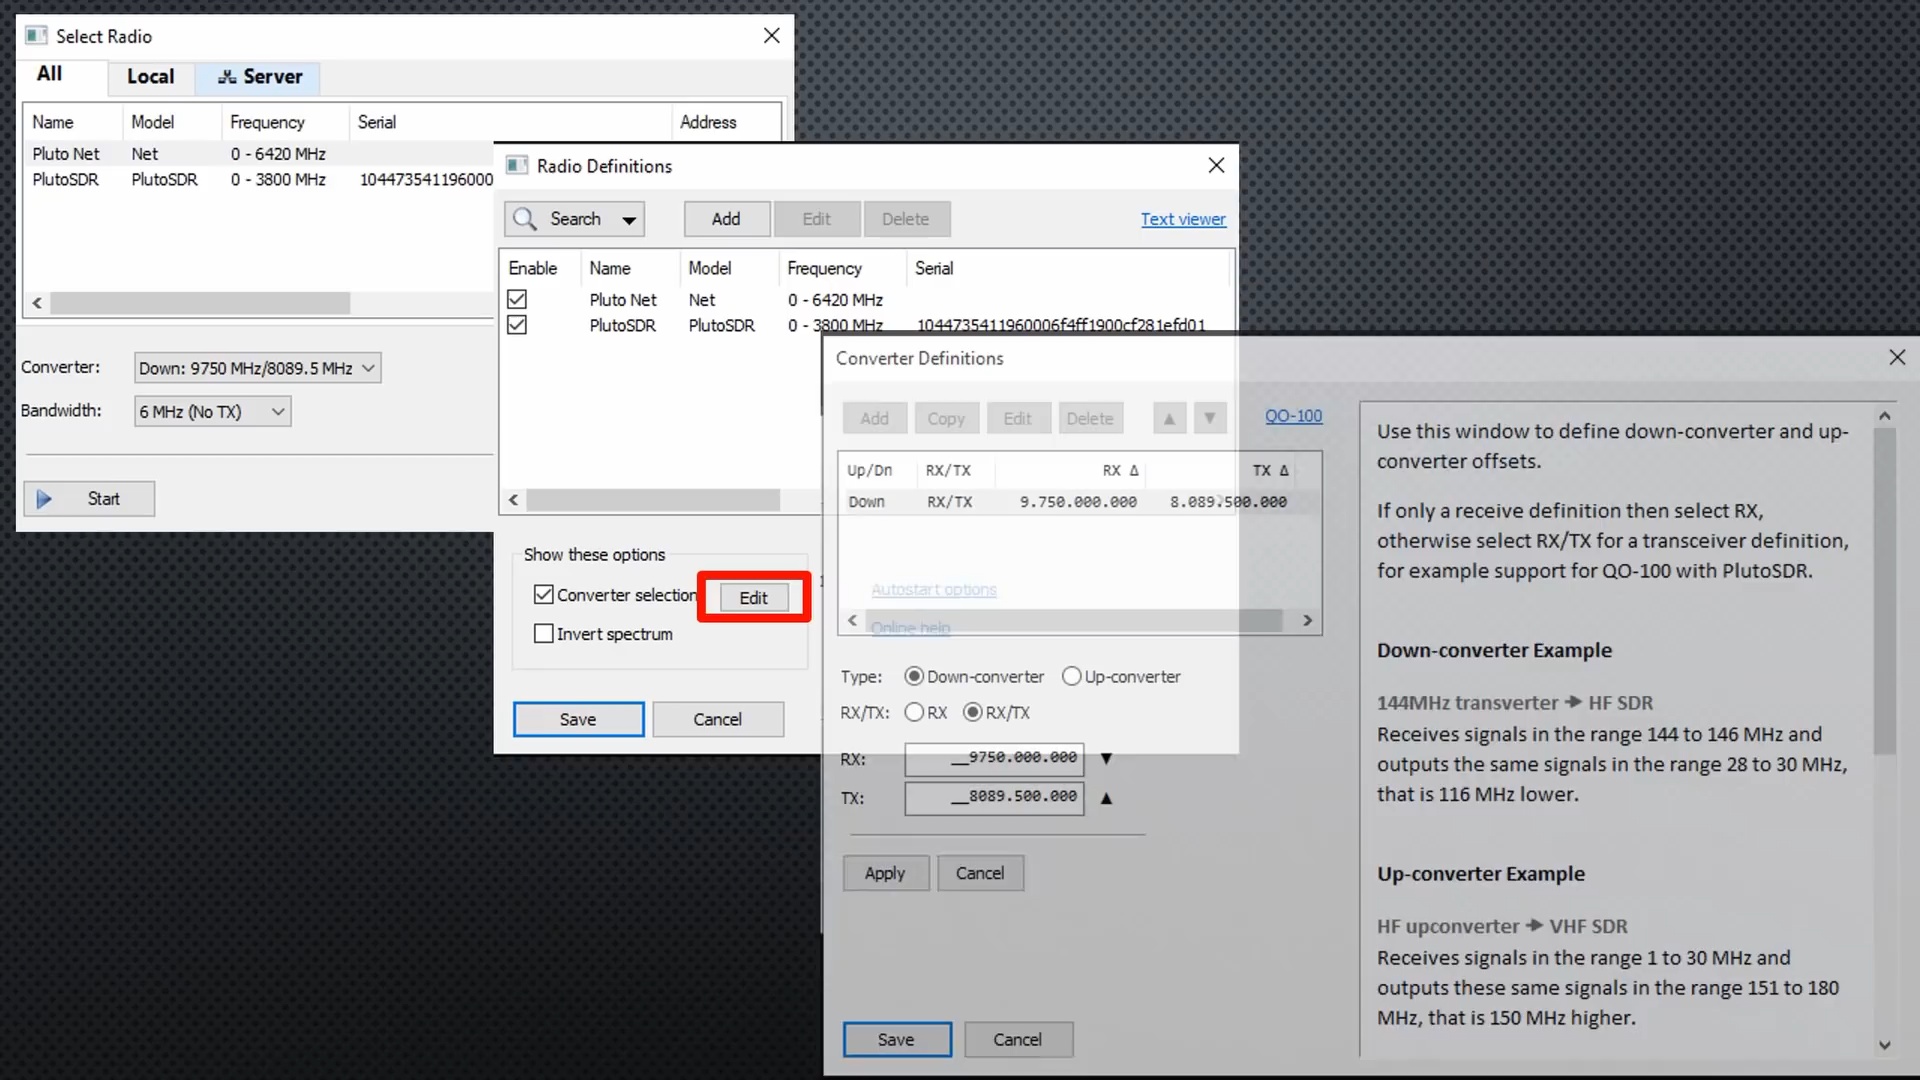 Select Radio
All
Local
Server
Name Model Frequency Serial Address
Pluto Net Net 0 - 6420 MHz
PlutoSDR PlutoSDR 0 - 3800 MHz 104473541196000
Converter: Down: 9750 MHz/8089.5 MHz
Bandwidth: 6 MHz (No TX)
Start
Radio Definitions
Search Add Edit Delete Text viewer
Enable Name Model Frequency Serial
Pluto Net Net 0 - 6420 MHz
PlutoSDR PlutoSDR 0 - 3800 MHz 1044735411960006f4ff1900cf281efd01
Show these options
Converter selection Edit
Invert spectrum
Autostart options
Online help
Save Cancel
Converter Definitions
Add Copy Edit Delete ▲ ▼ QO-100
Up/Dn RX/TX RX Δ TX Δ
Down RX/TX 9.750.000.000 8.089.500.000
Type: Down-converter Up-converter
RX/TX: RX RX/TX
RX: __9750.000.000 ▼
TX: __8089.500.000 ▲
Apply Cancel
Save Cancel
Use this window to define down-converter and up-
converter offsets.
If only a receive definition then select RX,
otherwise select RX/TX for a transceiver definition,
for example support for QO-100 with PlutoSDR.
Down-converter Example
144MHz transverter ➔ HF SDR
Receives signals in the range 144 to 146 MHz and
outputs the same signals in the range 28 to 30 MHz,
that is 116 MHz lower.
Up-converter Example
HF upconverter ➔ VHF SDR
Receives signals in the range 1 to 30 MHz and
outputs these same signals in the range 151 to 180
MHz, that is 150 MHz higher.